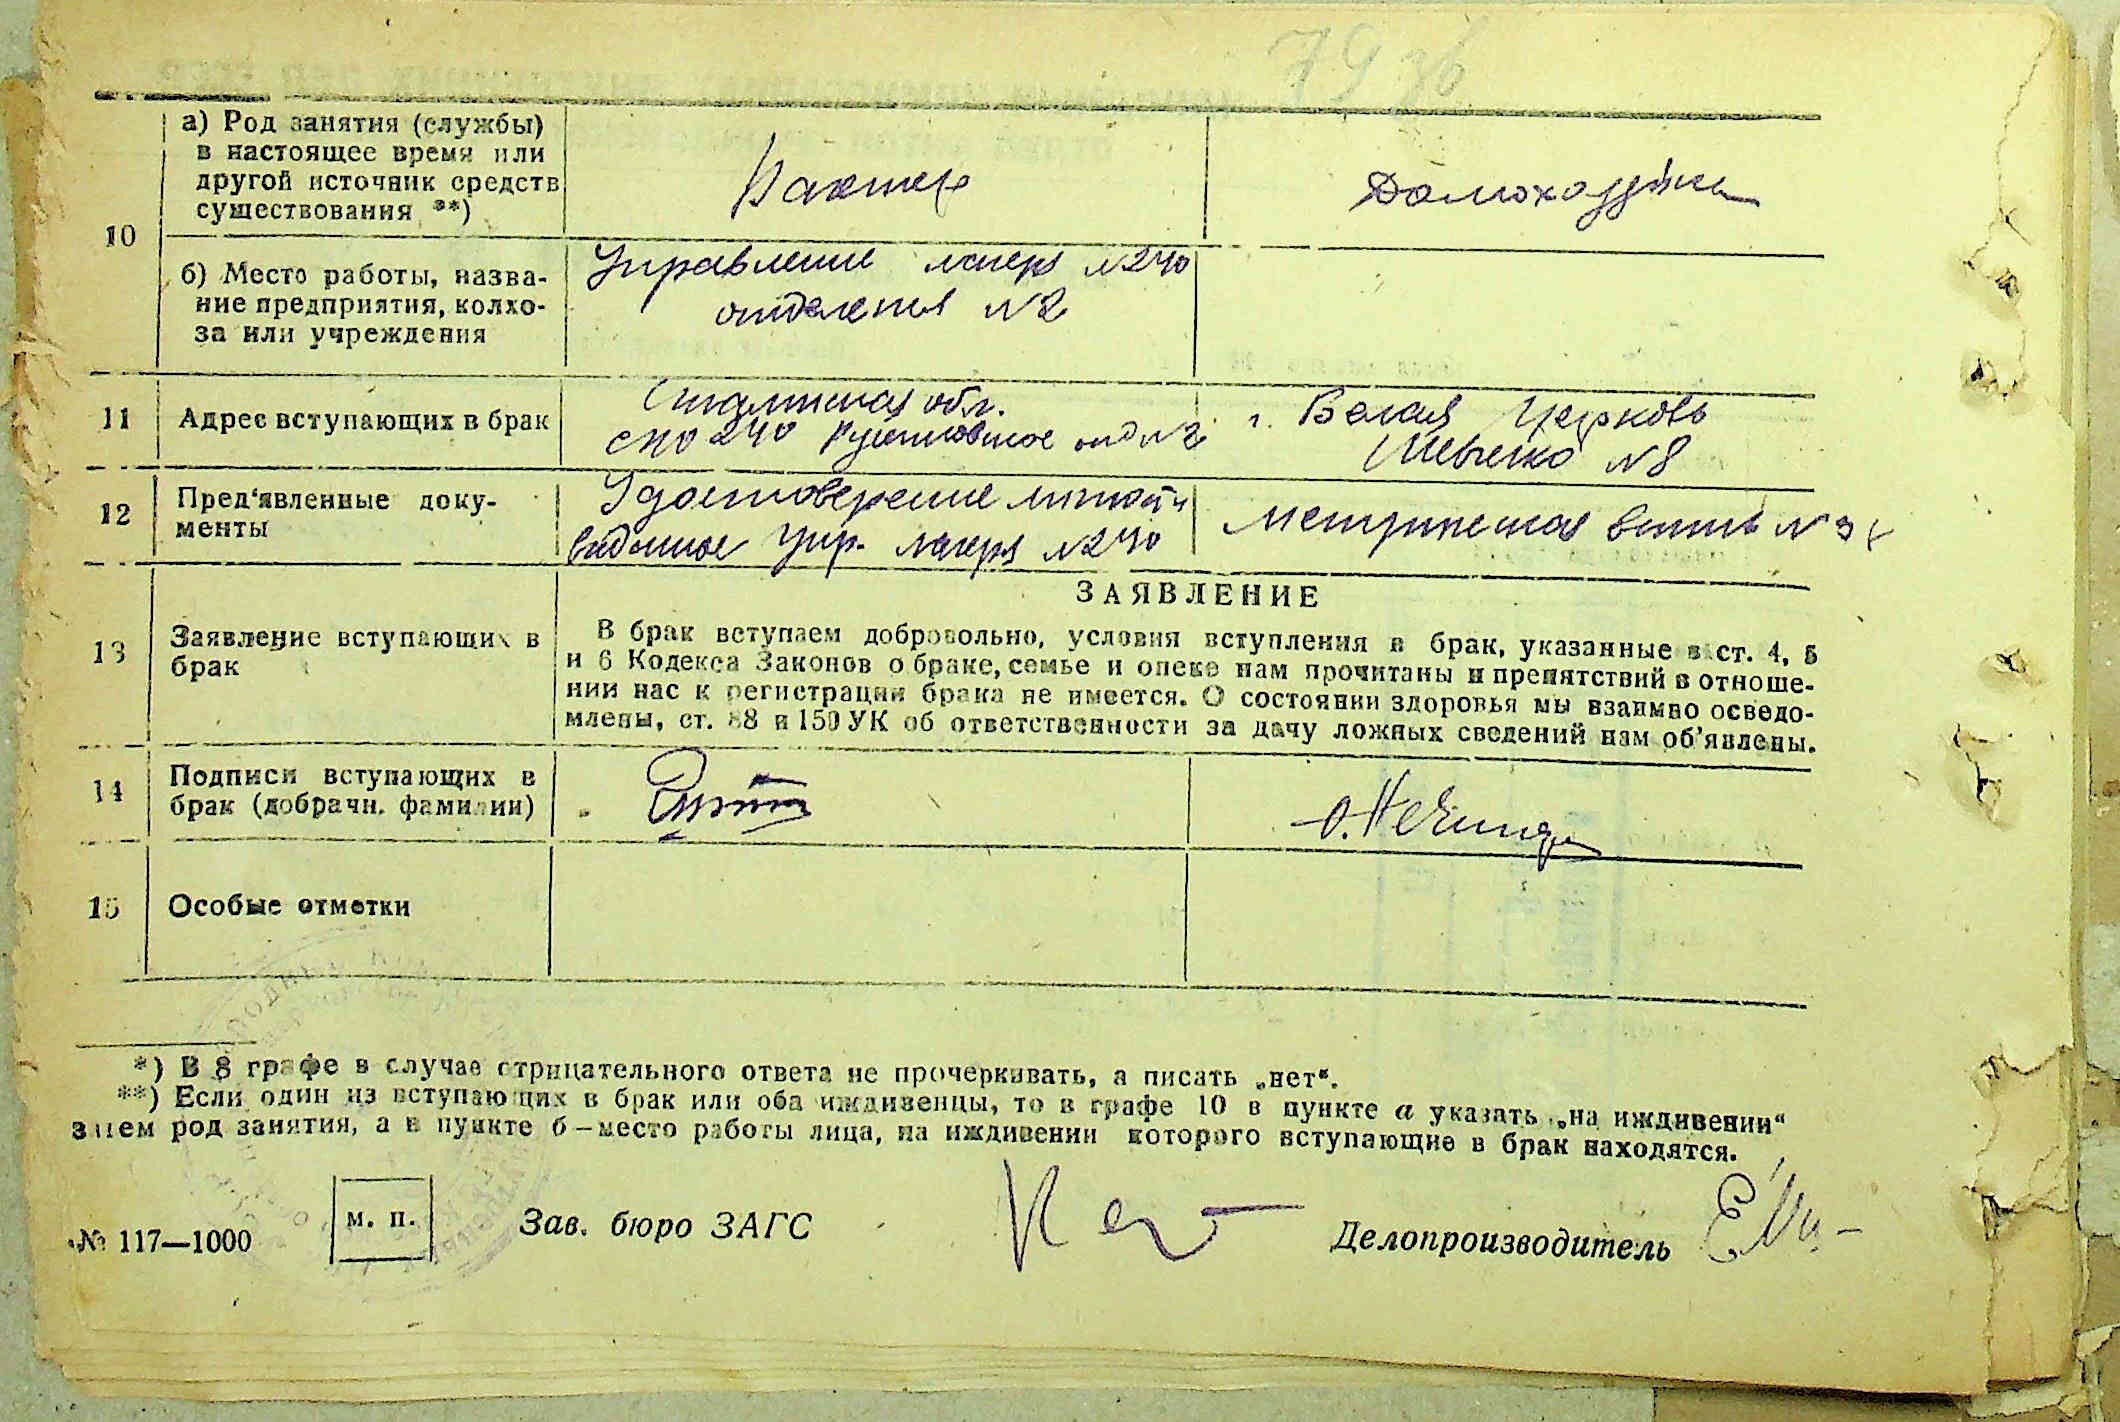 10
а) Род занятия (службы)
в настоящее время или
другой источник средств
существования **)
Вахтер
Домохозяйка
б) Место работы, назва-
ние предприятия, колхо-
за или учреждения
Управление лагеря №240
отделения №2
11
Адрес вступающих в брак
Сталинская обл.
240
г. Белая Церковь
Шевченко №8
12
Пред'явленные доку-
менты
Удостоверение
выданное Упр. лагеря №240
Метрическая
13
Заявление вступающих в
брак
ЗАЯВЛЕНИЕ
В брак вступаем добровольно, условия вступления в брак, указанные в ст. 4, 5
и 6 Кодекса Законов о браке, семье и опеке нам прочитаны и препятствий в отноше-
нии нас к регистрации брака не имеется. О состоянии здоровья мы взаимно осведо-
млены, ст. 88 и 150 УК об ответственности за дачу ложных сведений нам об'явлены.
14
Подписи вступающих в
брак (добрачн. фамилии)
15
Особые отметки
*) В 8 графе в случае отрицательного ответа не прочеркивать, а писать „нет“.
**) Если один из вступающих в брак или оба иждивенцы, то в графе 10 в пункте а указать „на иждивении“
з нем род занятия, а в пункте б—место работы лица, на иждивении которого вступающие в брак находятся.
№ 117—1000
м. п.
Зав. бюро ЗАГС
Делопроизводитель